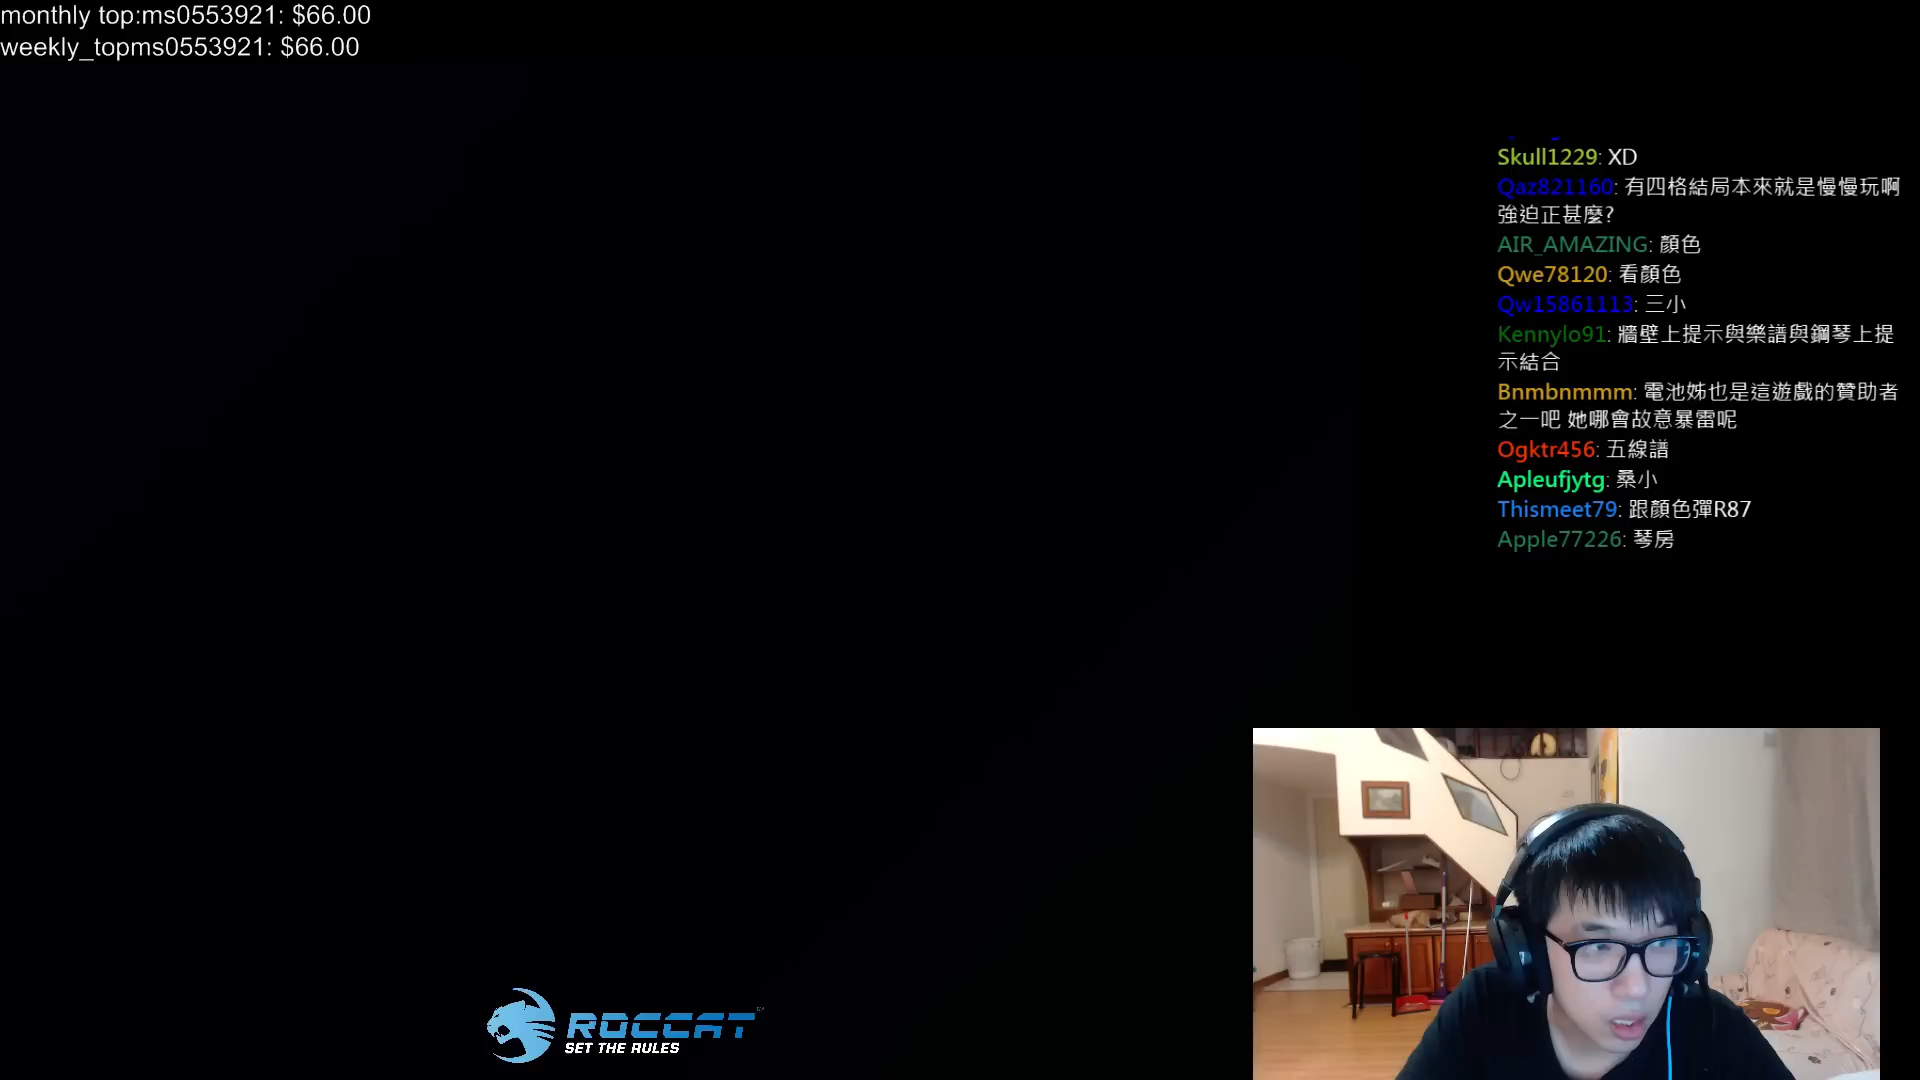 monthly top:ms0553921: $66.00
weekly_topms0553921: $66.00
Skull1229: XD
Qaz821160: 有四格結局本來就是慢慢玩啊
強迫正甚麼?
AIR_AMAZING: 顏色
Qwe78120: 看顏色
Qw15861113: 三小
Kennylo91: 牆壁上提示與樂譜與鋼琴上提
示結合
Bnmbnmmm: 電池姊也是這遊戲的贊助者
之一吧 她哪會故意暴雷呢
Ogktr456: 五線譜
Apleufjytg: 桑小
Thismeet79: 跟顏色彈R87
Apple77226: 琴房
ROCCAT
SET THE RULES